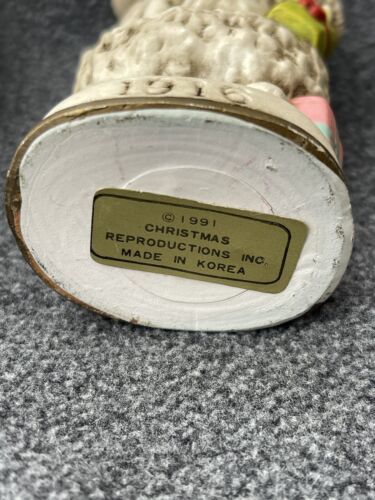 1916
© 1991
CHRISTMAS
REPRODUCTIONS INC.
MADE IN KOREA